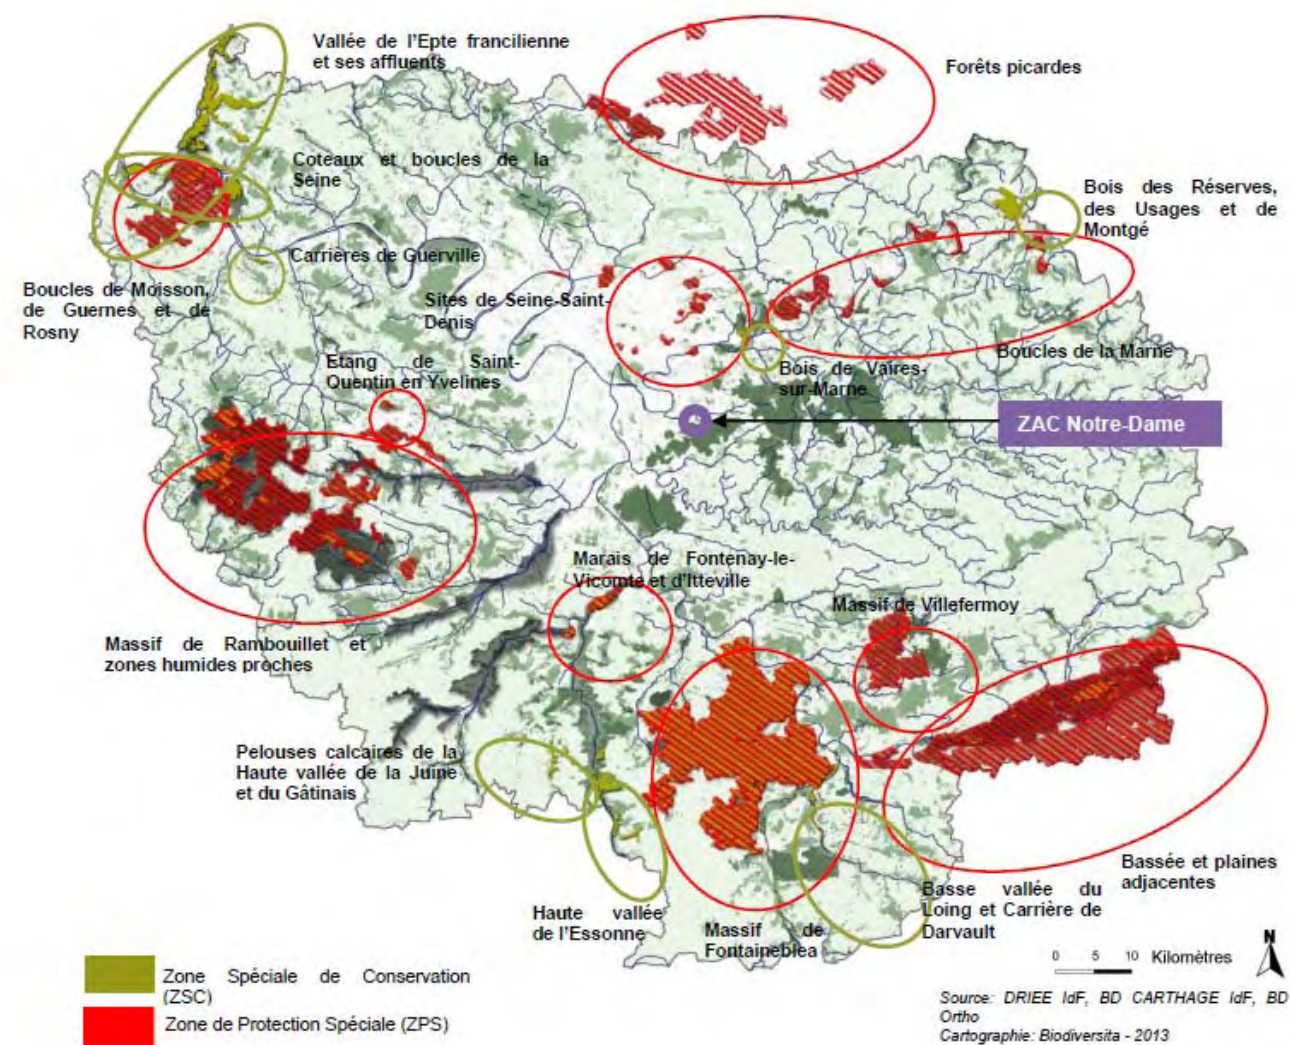 Vallée de l'Epte francilienne
et ses affluents
Forêts picardes
Coteaux et boucles de la
Seine
Bois des Réserves,
des Usages et de
Montgé
Carrières de Guerville
Boucles de Moisson,
de Guernes et de
Rosny
Sites de Seine-Saint-
Denis
Boucles de la Marne
Etang de Saint-
Quentin en Yvelines
Bois de Vaires-
sur-Marne
ZAC Notre-Dame
Marais de Fontenay-le-
Vicomte et d'Itteville
Massif de Villefermoy
Massif de Rambouillet et
zones humides proches
Pelouses calcaires de la
Haute vallée de la Juine
et du Gâtinais
Bassée et plaines
adjacentes
Haute vallée
de l'Essonne
Massif de
Fontaineblea
Basse vallée du
Loing et Carrière de
Darvault
N
0 5 10 Kilomètres
Zone Spéciale de Conservation
(ZSC)
Zone de Protection Spéciale (ZPS)
Source: DRIEE IdF, BD CARTHAGE IdF, BD
Ortho
Cartographie: Biodiversita - 2013